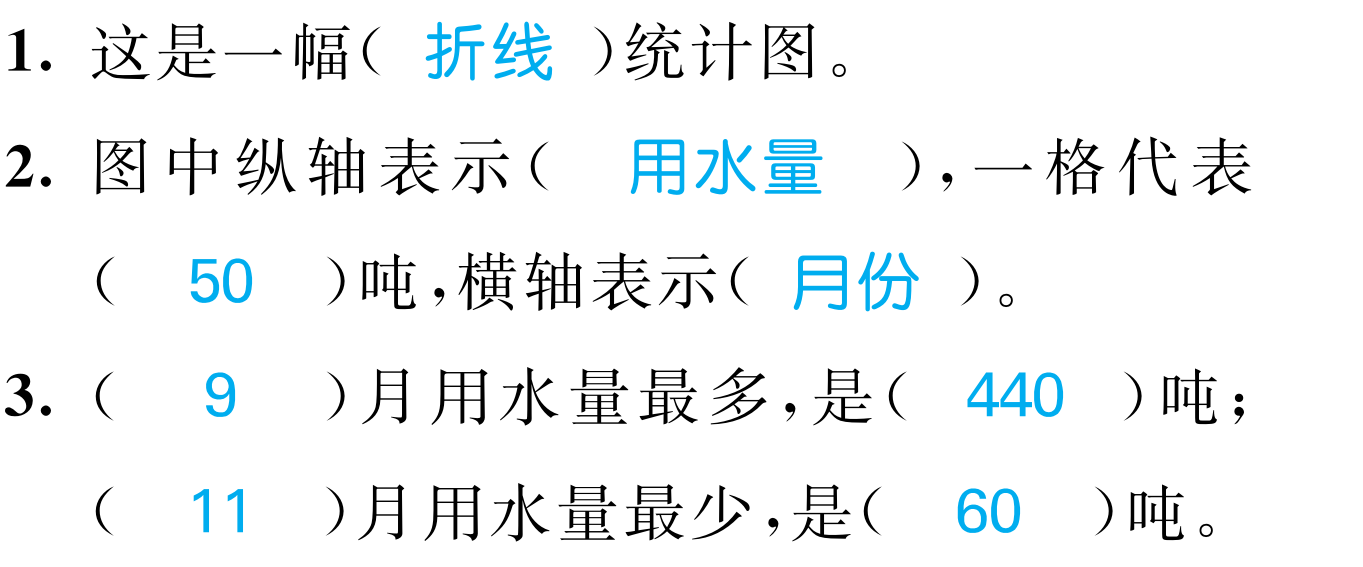 1. 这是一幅( 折线 )统计图。
2. 图中纵轴表示( 用水量 ),一格代表
( 50 )吨,横轴表示( 月份 )。
3. ( 9 )月用水量最多,是( 440 )吨;
( 11 )月用水量最少,是( 60 )吨。